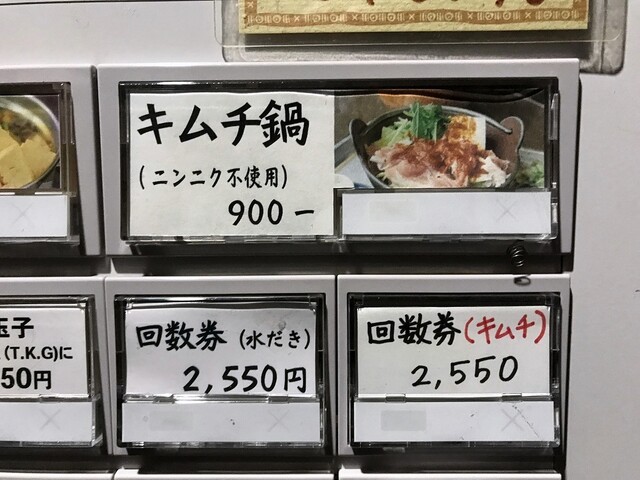 キムチ鍋
(ニンニク不使用)
900ー
玉子
(T.K.G)に
50円
回数券 (水だき)
2,550円
回数券(キムチ)
2,550